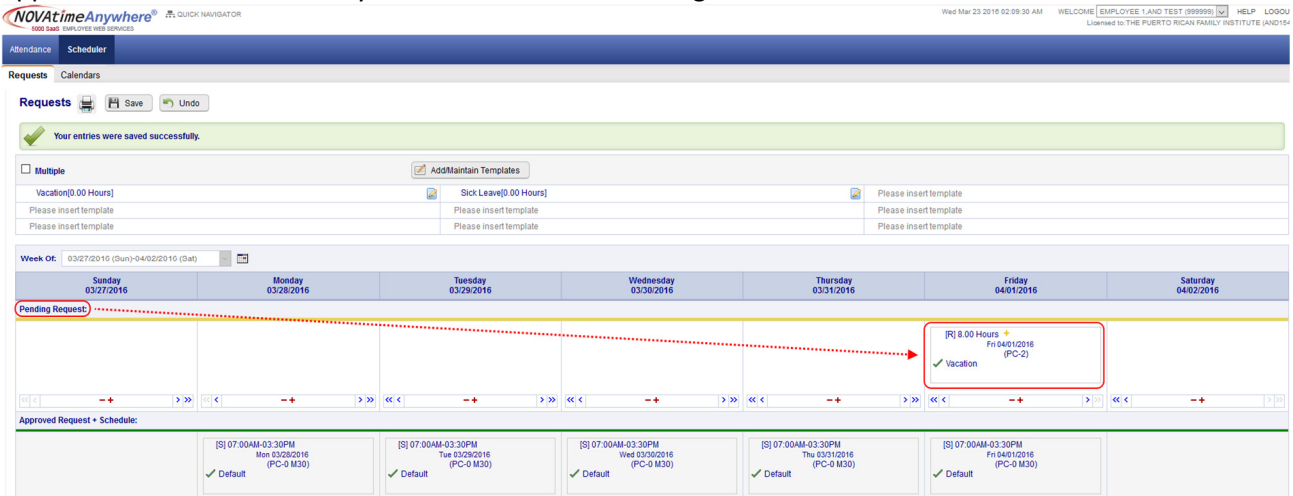 NOVAtimeAnywhere® QUICK NAVIGATOR
5000 SaaS EMPLOYEE WEB SERVICES
Wed Mar 23 2016 02:09:30 AM WELCOME EMPLOYEE 1,AND TEST (999999) HELP LOGOU
Licensed to:THE PUERTO RICAN FAMILY INSTITUTE (AND154
Attendance Scheduler
Requests Calendars
Requests Save Undo
Your entries were saved successfully.
Multiple Add/Maintain Templates
Vacation[0.00 Hours] Sick Leave[0.00 Hours] Please insert template
Please insert template Please insert template Please insert template
Please insert template Please insert template Please insert template
Week Of: 03/27/2016 (Sun)-04/02/2016 (Sat)
Sunday Monday Tuesday Wednesday Thursday Friday Saturday
03/27/2016 03/28/2016 03/29/2016 03/30/2016 03/31/2016 04/01/2016 04/02/2016
Pending Request:
[R] 8.00 Hours +
Fri 04/01/2016
(PC-2)
Vacation
Approved Request + Schedule:
[S] 07:00AM-03:30PM [S] 07:00AM-03:30PM [S] 07:00AM-03:30PM [S] 07:00AM-03:30PM [S] 07:00AM-03:30PM
Mon 03/28/2016 Tue 03/29/2016 Wed 03/30/2016 Thu 03/31/2016 Fri 04/01/2016
(PC-0 M30) (PC-0 M30) (PC-0 M30) (PC-0 M30) (PC-0 M30)
Default Default Default Default Default